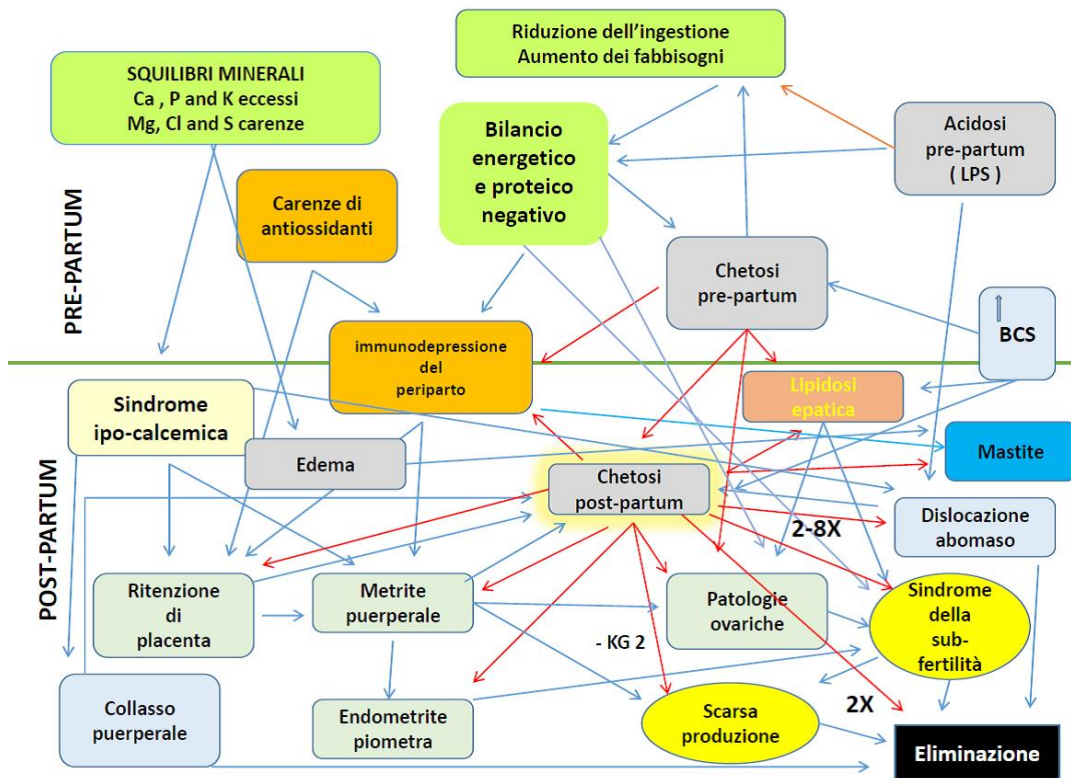 Riduzione dell'ingestione
Aumento dei fabbisogni
SQUILIBRI MINERALI
Ca , P and K eccessi
Mg, Cl and S carenze
Bilancio
energetico
e proteico
negativo
Acidosi
pre-partum
( LPS )
Carenze di
antiossidanti
PRE-PARTUM
Chetosi
pre-partum
BCS
immunodepressione
del
periparto
Lipidosi
epatica
Sindrome
ipo-calcemica
Edema
Mastite
Chetosi
post-partum
POST-PARTUM
2-8X
Dislocazione
abomaso
Ritenzione
di
placenta
Metrite
puerperale
Patologie
ovariche
Sindrome
della
sub-
fertilità
- KG 2
Collasso
puerperale
Endometrite
piometra
Scarsa
produzione
2X
Eliminazione